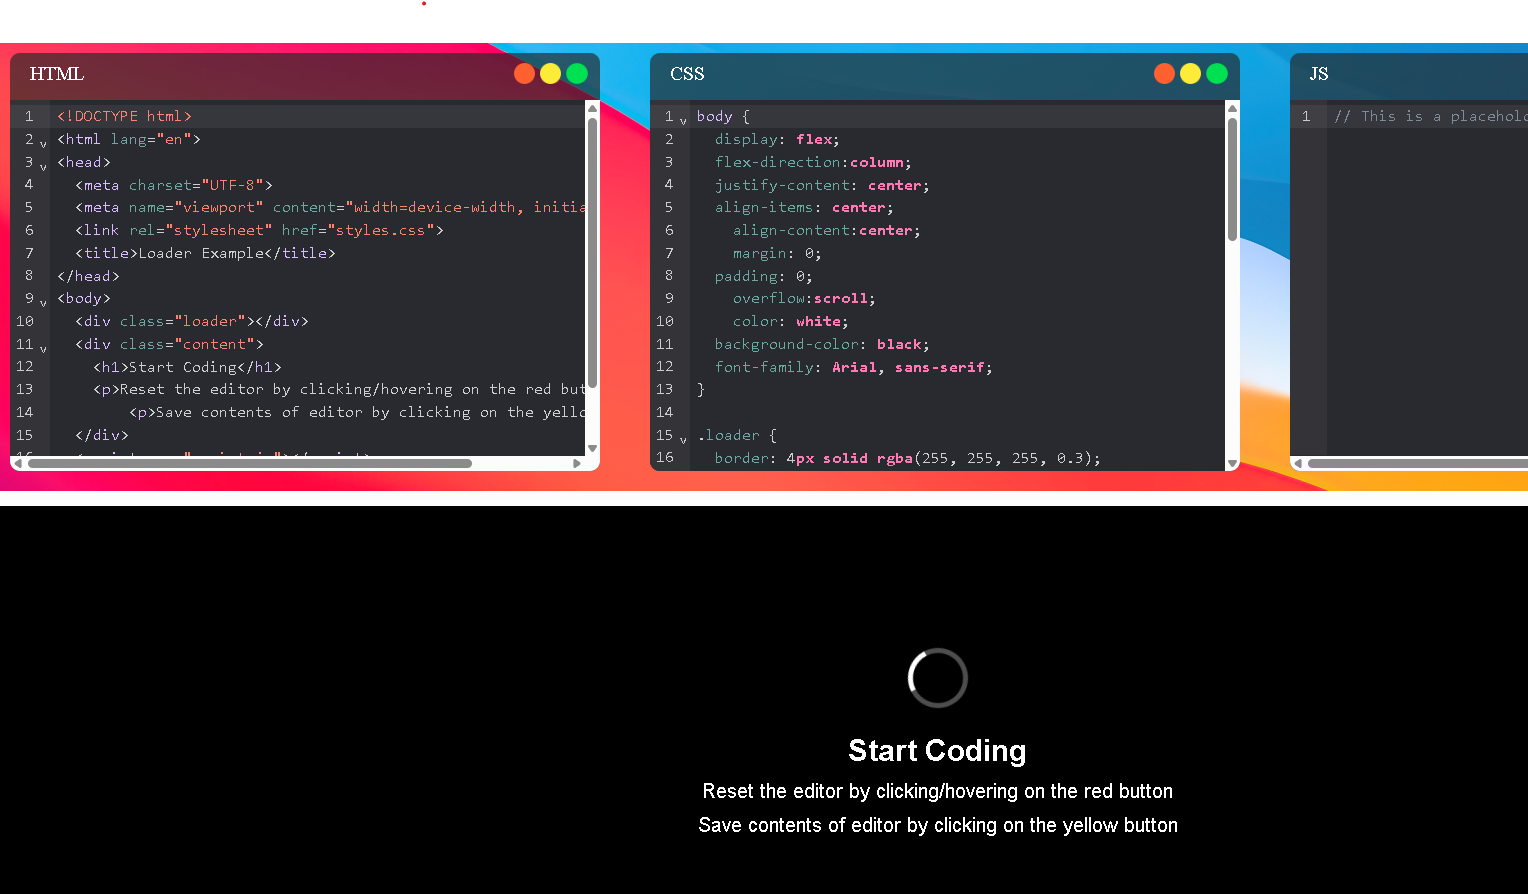 HTML
1 <!DOCTYPE html>
2 <html lang="en">
3 <head>
4 <meta charset="UTF-8">
5 <meta name="viewport" content="width=device-width, initia
6 <link rel="stylesheet" href="styles.css">
7 <title>Loader Example</title>
8 </head>
9 <body>
10 <div class="loader"></div>
11 <div class="content">
12 <h1>Start Coding</h1>
13 <p>Reset the editor by clicking/hovering on the red but
14 <p>Save contents of editor by clicking on the yello
15 </div>
CSS
1 body {
2 display: flex;
3 flex-direction:column;
4 justify-content: center;
5 align-items: center;
6 align-content:center;
7 margin: 0;
8 padding: 0;
9 overflow:scroll;
10 color: white;
11 background-color: black;
12 font-family: Arial, sans-serif;
13 }
14
15 .loader {
16 border: 4px solid rgba(255, 255, 255, 0.3);
JS
1 // This is a placehold
Start Coding
Reset the editor by clicking/hovering on the red button
Save contents of editor by clicking on the yellow button